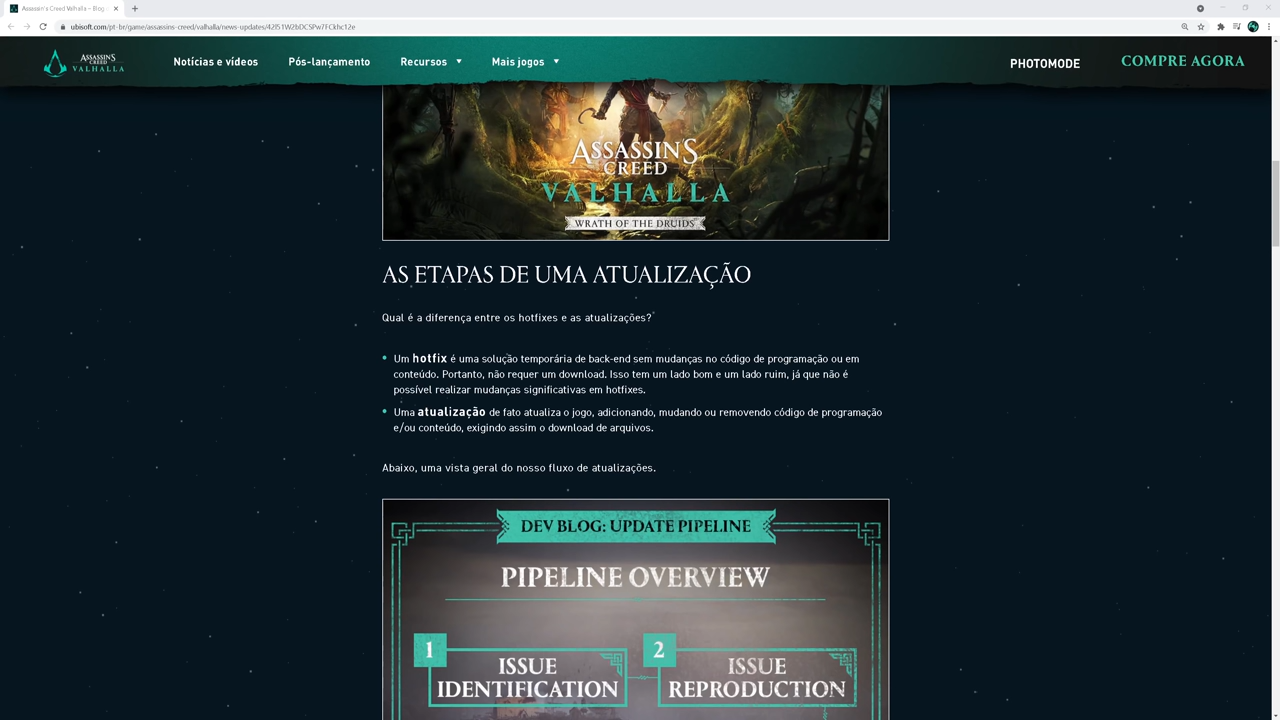 Assassin's Creed Valhalla – Blog
ubisoft.com/pt-br/game/assassins-creed/valhalla/news-updates/
ASSASSIN'S
CREED
VALHALLA
Notícias e vídeos
Pós-lançamento
Recursos
Mais jogos
PHOTOMODE
COMPRE AGORA
ASSASSIN'S
CREED
VALHALLA
WRATH OF THE DRUIDS
AS ETAPAS DE UMA ATUALIZAÇÃO
Qual é a diferença entre os hotfixes e as atualizações?
Um hotfix é uma solução temporária de back-end sem mudanças no código de programação ou em
conteúdo. Portanto, não requer um download. Isso tem um lado bom e um lado ruim, já que não é
possível realizar mudanças significativas em hotfixes.
Uma atualização de fato atualiza o jogo, adicionando, mudando ou removendo código de programação
e/ou conteúdo, exigindo assim o download de arquivos.
Abaixo, uma vista geral do nosso fluxo de atualizações.
DEV BLOG: UPDATE PIPELINE
PIPELINE OVERVIEW
1
ISSUE
IDENTIFICATION
2
ISSUE
REPRODUCTION